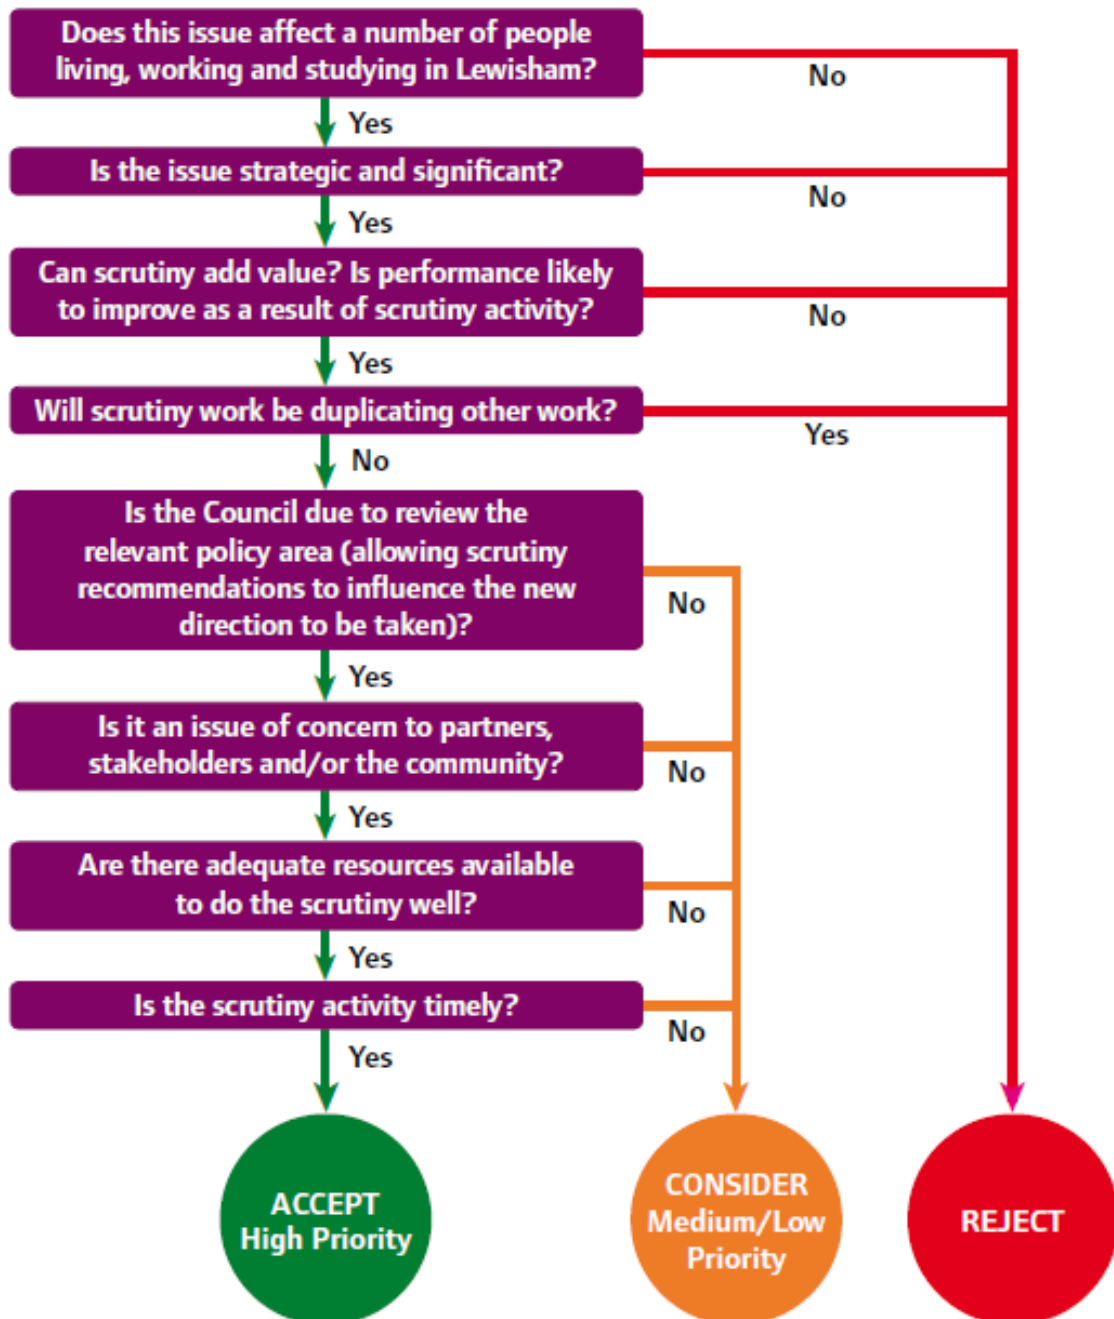 Does this issue affect a number of people
living, working and studying in Lewisham?
No
Yes
Is the issue strategic and significant?
No
Yes
Can scrutiny add value? Is performance likely
to improve as a result of scrutiny activity?
No
Yes
Will scrutiny work be duplicating other work?
Yes
No
Is the Council due to review the
relevant policy area (allowing scrutiny
recommendations to influence the new
direction to be taken)?
No
Yes
Is it an issue of concern to partners,
stakeholders and/or the community?
No
Yes
Are there adequate resources available
to do the scrutiny well?
No
Yes
Is the scrutiny activity timely?
No
Yes
ACCEPT
High Priority
CONSIDER
Medium/Low
Priority
REJECT